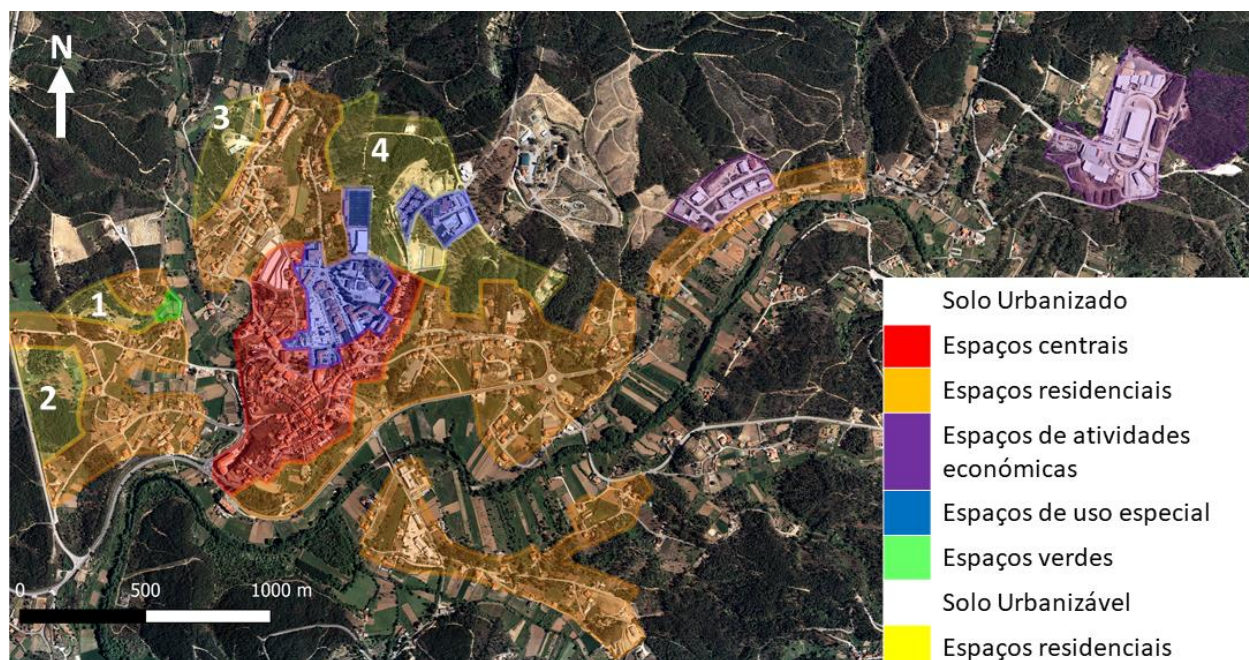 N
3
4
1
2
0
500
1000 m
Solo Urbanizado
Espaços centrais
Espaços residenciais
Espaços de atividades
económicas
Espaços de uso especial
Espaços verdes
Solo Urbanizável
Espaços residenciais